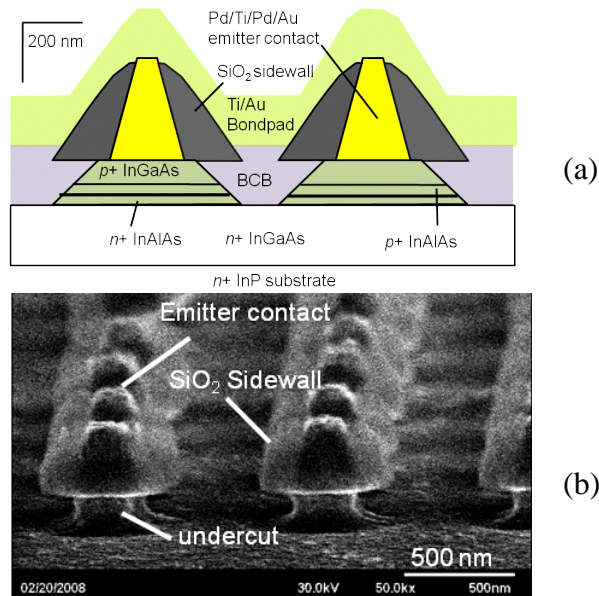 200 nm
Pd/Ti/Pd/Au
emitter contact
SiO₂ sidewall
Ti/Au
Bondpad
p+ InGaAs
BCB
(a)
n+ InAlAs
n+ InGaAs
p+ InAlAs
n+ InP substrate
Emitter contact
SiO₂ Sidewall
(b)
undercut
500 nm
02/20/2008
30.0kV
50.0kx
500nm